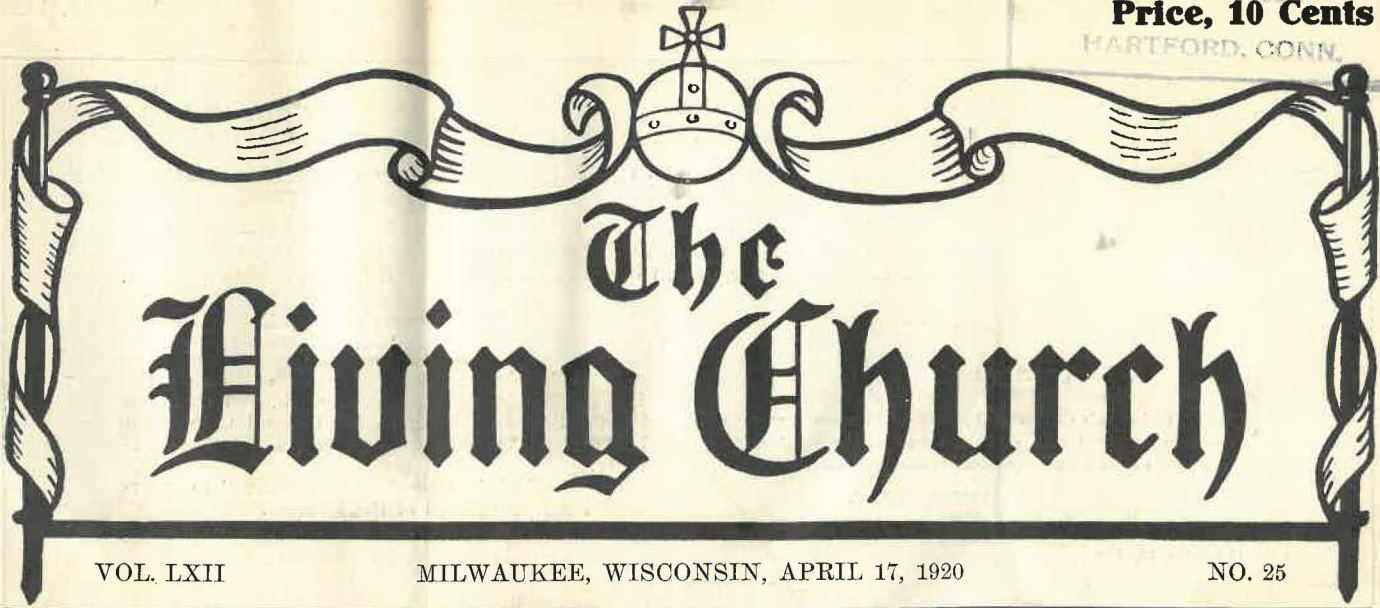 Price, 10 Cents
HARTFORD, CONN.
The
Living Church
VOL. LXII MILWAUKEE, WISCONSIN, APRIL 17, 1920 NO. 25